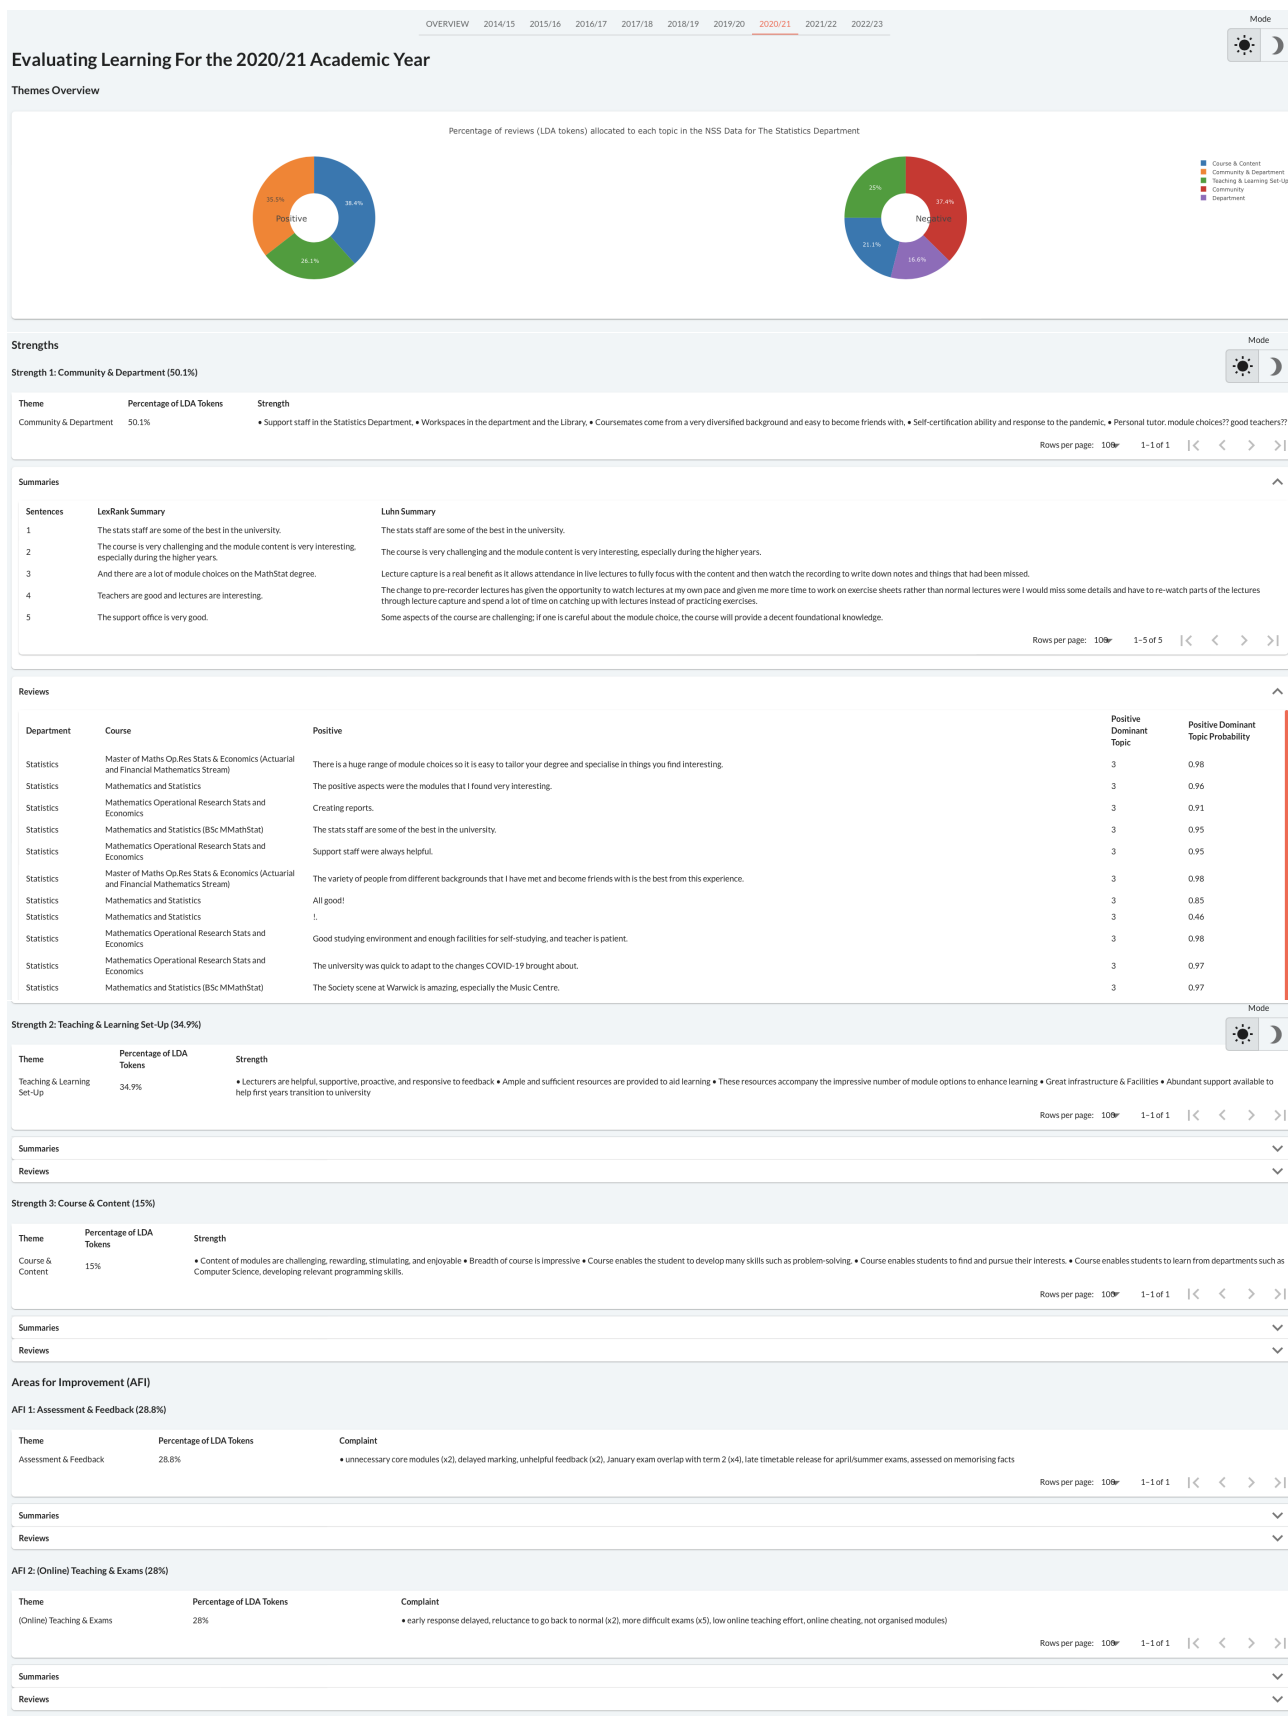 OVERVIEW 2014/15 2015/16 2016/17 2017/18 2018/19 2019/20 2020/21 2021/22 2022/23
Mode
Evaluating Learning For the 2020/21 Academic Year
Themes Overview
Percentage of reviews (LDA tokens) allocated to each topic in the NSS Data for The Statistics Department
35.5% 38.4% 26.1% Positive
25% 37.4% 21.1% 16.6% Negative
Course & Content
Community & Department
Teaching & Learning Set-Up
Community
Department
Strengths
Mode
Strength 1: Community & Department (50.1%)
Theme Percentage of LDA Tokens Strength
Community & Department 50.1% • Support staff in the Statistics Department, • Workspaces in the department and the Library, • Coursemates come from a very diversified background and easy to become friends with, • Self-certification ability and response to the pandemic, • Personal tutor. module choices?? good teachers??
Rows per page: 100 1–1 of 1
Summaries
Sentences LexRank Summary Luhn Summary
1 The stats staff are some of the best in the university. The stats staff are some of the best in the university.
2 The course is very challenging and the module content is very interesting, especially during the higher years. The course is very challenging and the module content is very interesting, especially during the higher years.
3 And there are a lot of module choices on the MathStat degree. Lecture capture is a real benefit as it allows attendance in live lectures to fully focus with the content and then watch the recording to write down notes and things that had been missed.
4 Teachers are good and lectures are interesting. The change to pre-recorder lectures has given the opportunity to watch lectures at my own pace and given me more time to work on exercise sheets rather than normal lectures were I would miss some details and have to re-watch parts of the lectures through lecture capture and spend a lot of time on catching up with lectures instead of practicing exercises.
5 The support office is very good. Some aspects of the course are challenging; if one is careful about the module choice, the course will provide a decent foundational knowledge.
Rows per page: 100 1–5 of 5
Reviews
Department Course Positive Positive Dominant Topic Positive Dominant Topic Probability
Statistics Master of Maths Op.Res Stats & Economics (Actuarial and Financial Mathematics Stream) There is a huge range of module choices so it is easy to tailor your degree and specialise in things you find interesting. 3 0.98
Statistics Mathematics and Statistics The positive aspects were the modules that I found very interesting. 3 0.96
Statistics Mathematics Operational Research Stats and Economics Creating reports. 3 0.91
Statistics Mathematics and Statistics (BSc MMathStat) The stats staff are some of the best in the university. 3 0.95
Statistics Mathematics Operational Research Stats and Economics Support staff were always helpful. 3 0.95
Statistics Master of Maths Op.Res Stats & Economics (Actuarial and Financial Mathematics Stream) The variety of people from different backgrounds that I have met and become friends with is the best from this experience. 3 0.98
Statistics Mathematics and Statistics All good! 3 0.85
Statistics Mathematics and Statistics !. 3 0.46
Statistics Mathematics Operational Research Stats and Economics Good studying environment and enough facilities for self-studying, and teacher is patient. 3 0.98
Statistics Mathematics Operational Research Stats and Economics The university was quick to adapt to the changes COVID-19 brought about. 3 0.97
Statistics Mathematics and Statistics (BSc MMathStat) The Society scene at Warwick is amazing, especially the Music Centre. 3 0.97
Mode
Strength 2: Teaching & Learning Set-Up (34.9%)
Theme Percentage of LDA Tokens Strength
Teaching & Learning Set-Up 34.9% • Lecturers are helpful, supportive, proactive, and responsive to feedback • Ample and sufficient resources are provided to aid learning • These resources accompany the impressive number of module options to enhance learning • Great infrastructure & Facilities • Abundant support available to help first years transition to university
Rows per page: 100 1–1 of 1
Summaries
Reviews
Strength 3: Course & Content (15%)
Theme Percentage of LDA Tokens Strength
Course & Content 15% • Content of modules are challenging, rewarding, stimulating, and enjoyable • Breadth of course is impressive • Course enables the student to develop many skills such as problem-solving. • Course enables students to find and pursue their interests. • Course enables students to learn from departments such as Computer Science, developing relevant programming skills.
Rows per page: 100 1–1 of 1
Summaries
Reviews
Areas for Improvement (AFI)
AFI 1: Assessment & Feedback (28.8%)
Theme Percentage of LDA Tokens Complaint
Assessment & Feedback 28.8% • unnecessary core modules (x2), delayed marking, unhelpful feedback (x2), January exam overlap with term 2 (x4), late timetable release for april/summer exams, assessed on memorising facts
Rows per page: 100 1–1 of 1
Summaries
Reviews
AFI 2: (Online) Teaching & Exams (28%)
Theme Percentage of LDA Tokens Complaint
(Online) Teaching & Exams 28% • early response delayed, reluctance to go back to normal (x2), more difficult exams (x5), low online teaching effort, online cheating, not organised modules)
Rows per page: 100 1–1 of 1
Summaries
Reviews